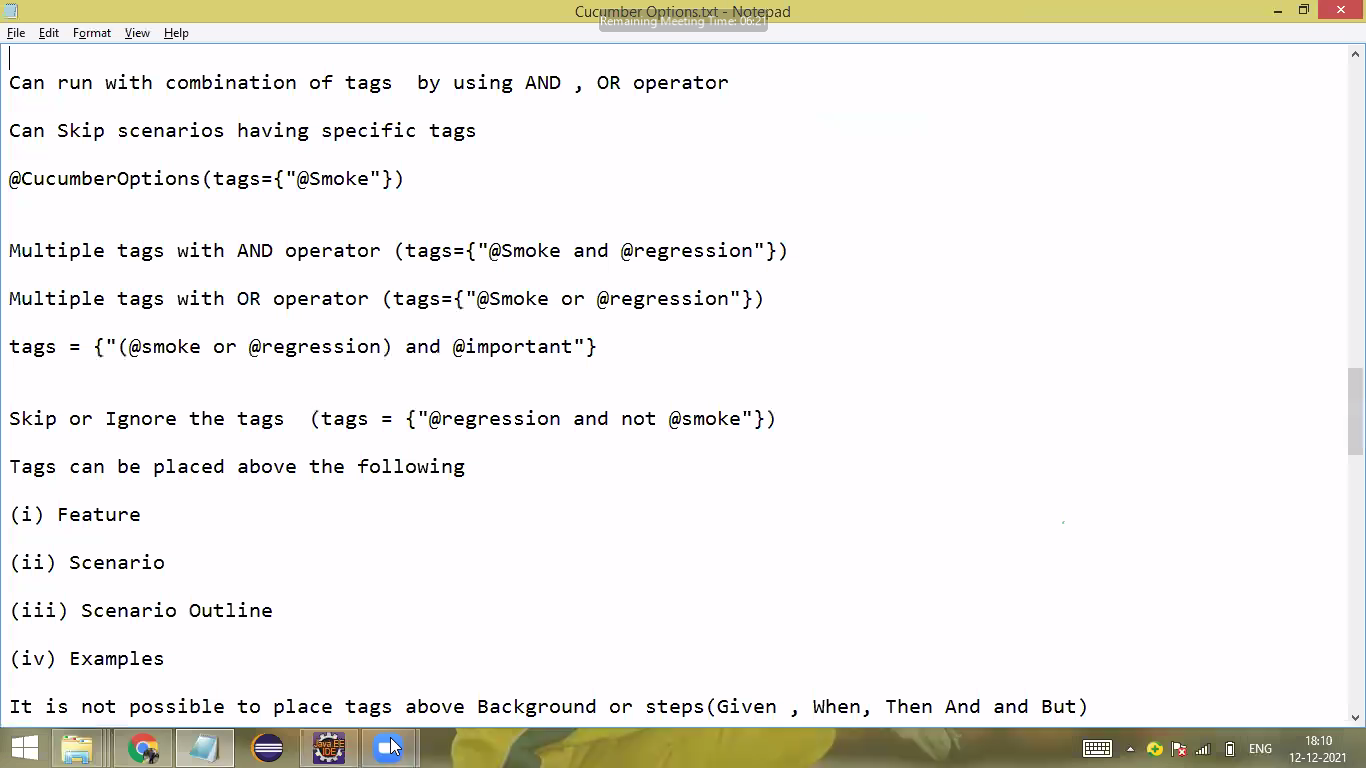 Cucumber Options.txt - Notepad
Remaining Meeting Time: 06:21
File Edit Format View Help
Can run with combination of tags  by using AND , OR operator
Can Skip scenarios having specific tags
@CucumberOptions(tags={"@Smoke"})
Multiple tags with AND operator (tags={"@Smoke and @regression"})
Multiple tags with OR operator (tags={"@Smoke or @regression"})
tags = {"(@smoke or @regression) and @important"}
Skip or Ignore the tags  (tags = {"@regression and not @smoke"})
Tags can be placed above the following
(i) Feature
(ii) Scenario
(iii) Scenario Outline
(iv) Examples
It is not possible to place tags above Background or steps(Given , When, Then And and But)
Java EE
IDE
ENG
18:10
12-12-2021